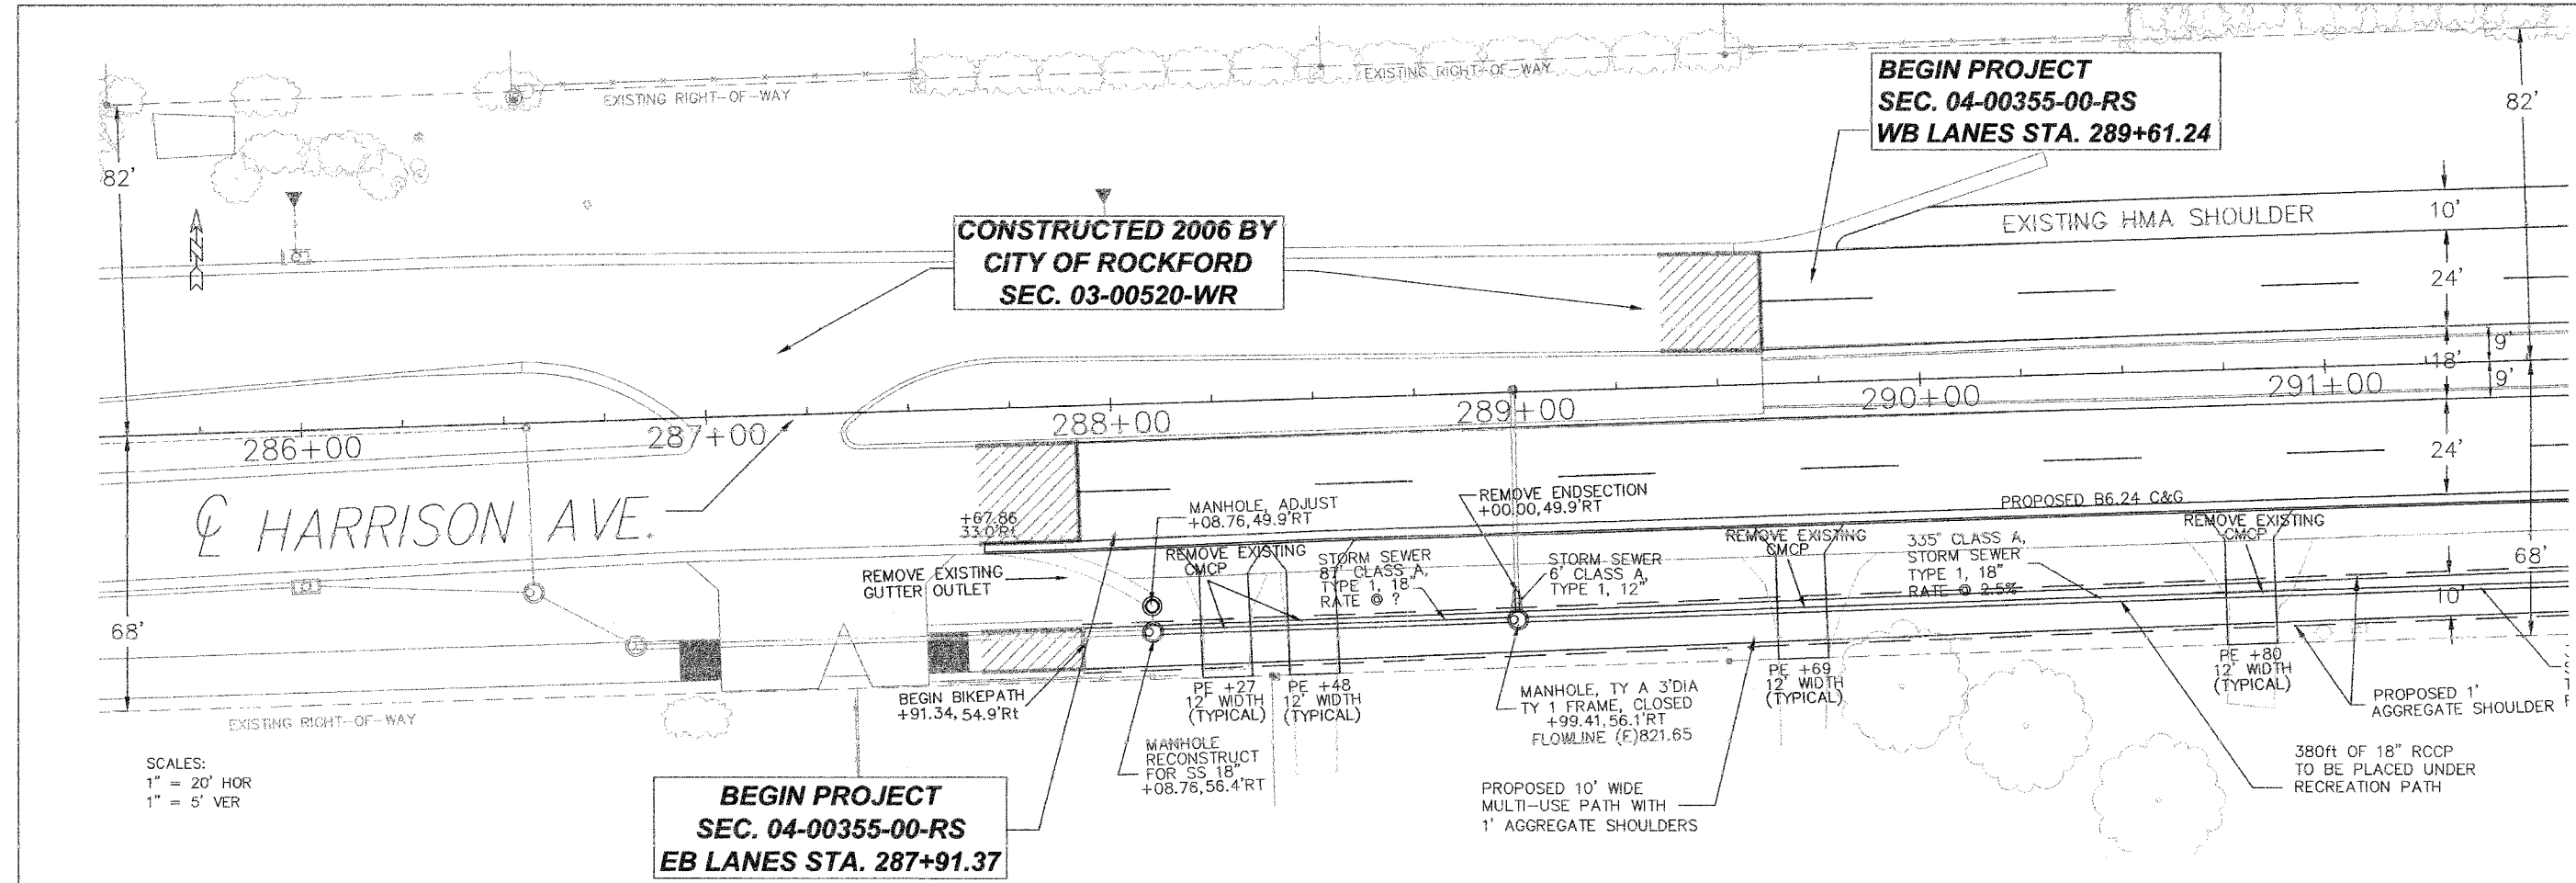 EXISTING RIGHT-OF-WAY
EXISTING RIGHT-OF-WAY
BEGIN PROJECT
SEC. 04-00355-00-RS
WB LANES STA. 289+61.24
82'
82'
CONSTRUCTED 2006 BY
CITY OF ROCKFORD
SEC. 03-00520-WR
EXISTING HMA SHOULDER
10'
24'
9'
18'
9'
286+00
287+00
288+00
289+00
290+00
291+00
24'
℄ HARRISON AVE.
+67.86
33.0'Rt
MANHOLE, ADJUST
+08.76,49.9'RT
REMOVE ENDSECTION
+00.00,49.9'RT
PROPOSED B6.24 C&G
REMOVE EXISTING
GUTTER OUTLET
REMOVE EXISTING
CMCP
STORM SEWER
87' CLASS A,
TYPE 1, 18"
RATE @ ?
STORM SEWER
6' CLASS A,
TYPE 1, 12"
REMOVE EXISTING
CMCP
335' CLASS A,
STORM SEWER
TYPE 1, 18"
RATE @ 2.5%
REMOVE EXISTING
CMCP
68'
10'
68'
BEGIN BIKEPATH
+91.34, 54.9'Rt
PE +27
12' WIDTH
(TYPICAL)
PE +48
12' WIDTH
(TYPICAL)
MANHOLE, TY A 3'DIA
TY 1 FRAME, CLOSED
+99.41,56.1'RT
FLOWLINE (E)821.65
PE +69
12' WIDTH
(TYPICAL)
PE +80
12' WIDTH
(TYPICAL)
PROPOSED 1'
AGGREGATE SHOULDER
EXISTING RIGHT-OF-WAY
MANHOLE
RECONSTRUCT
FOR SS 18"
+08.76,56.4'RT
SCALES:
1" = 20' HOR
1" = 5' VER
PROPOSED 10' WIDE
MULTI-USE PATH WITH
1' AGGREGATE SHOULDERS
380ft OF 18" RCCP
TO BE PLACED UNDER
RECREATION PATH
BEGIN PROJECT
SEC. 04-00355-00-RS
EB LANES STA. 287+91.37